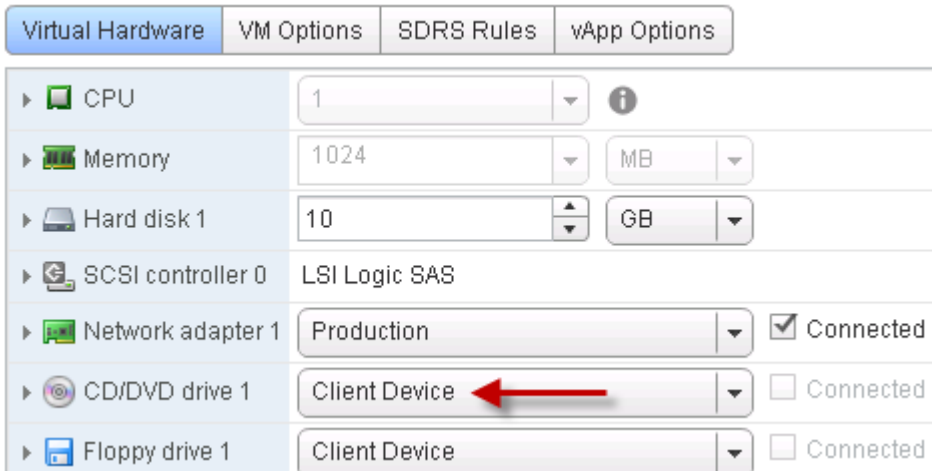 Virtual Hardware VM Options SDRS Rules vApp Options
CPU 1
Memory 1024 MB
Hard disk 1 10 GB
SCSI controller 0 LSI Logic SAS
Network adapter 1 Production Connected
CD/DVD drive 1 Client Device Connected
Floppy drive 1 Client Device Connected